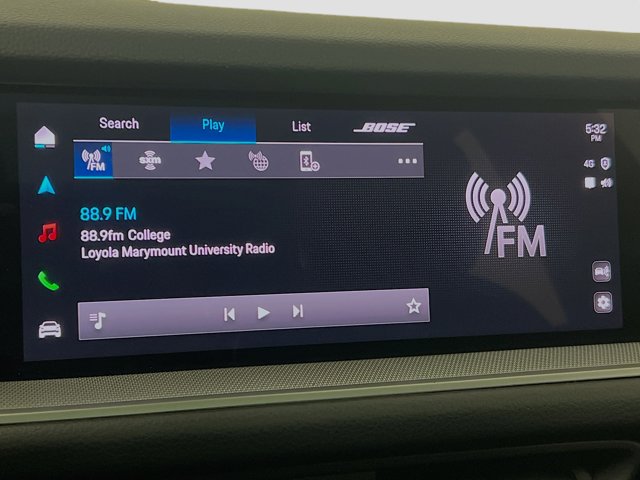 Search
Play
List
BOSE
5:32
PM
FM
sxm
4G
88.9 FM
88.9fm College
Loyola Marymount University Radio
FM